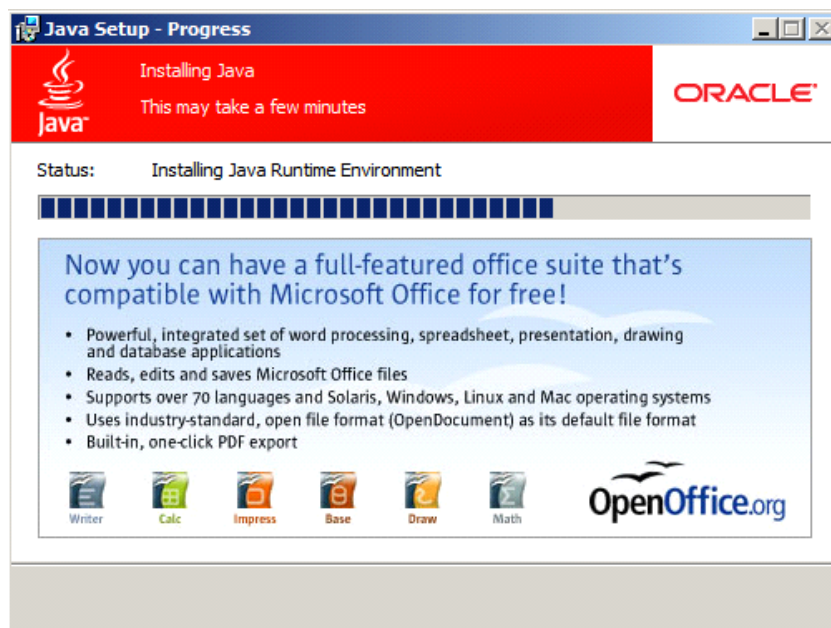 Java Setup - Progress
Installing Java
This may take a few minutes
Java
ORACLE
Status: Installing Java Runtime Environment
Now you can have a full-featured office suite that's
compatible with Microsoft Office for free!
• Powerful, integrated set of word processing, spreadsheet, presentation, drawing
and database applications
• Reads, edits and saves Microsoft Office files
• Supports over 70 languages and Solaris, Windows, Linux and Mac operating systems
• Uses industry-standard, open file format (OpenDocument) as its default file format
• Built-in, one-click PDF export
Writer Calc Impress Base Draw Math
OpenOffice.org